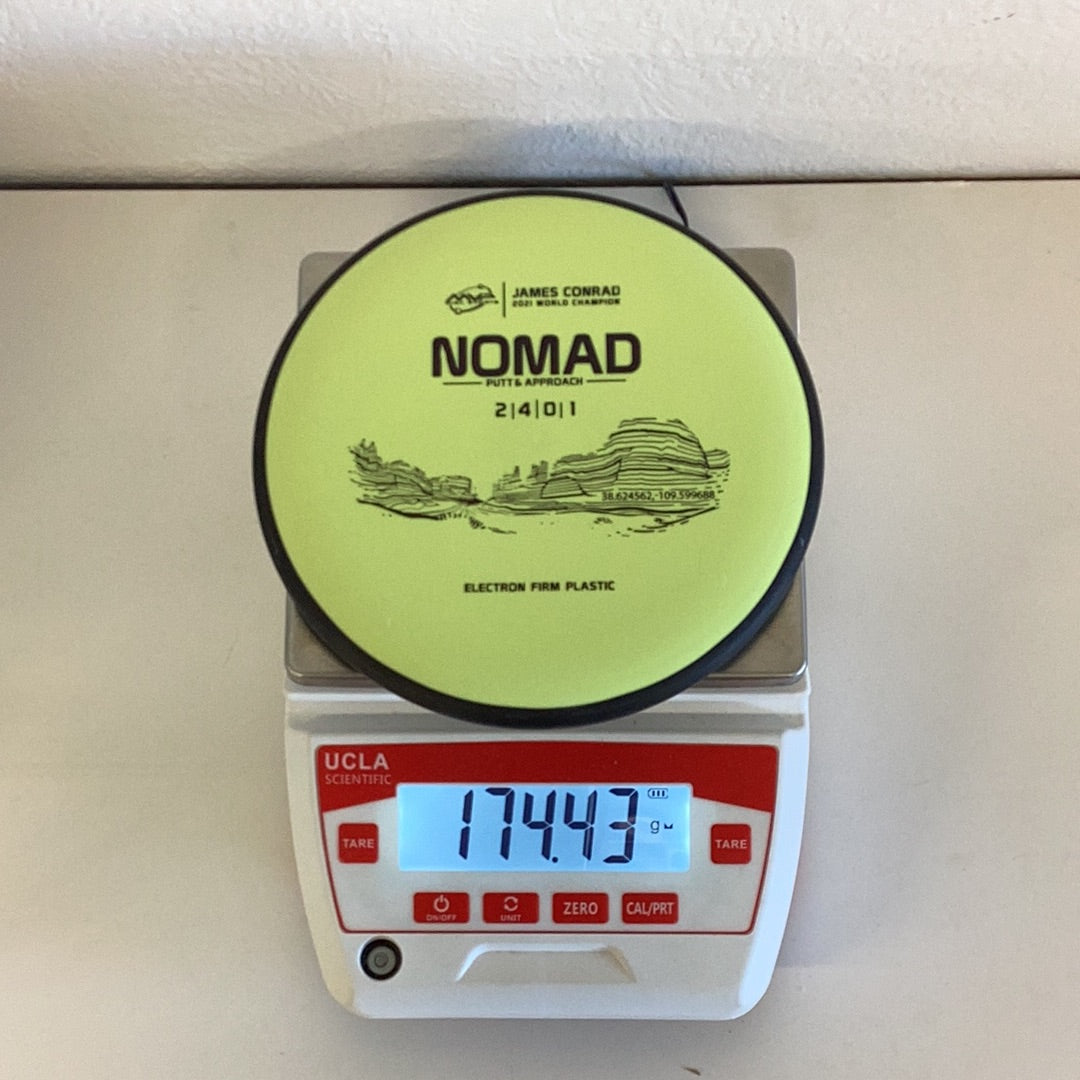 MVP
JAMES CONRAD
2021 WORLD CHAMPION
NOMAD
PUTT & APPROACH
2|4|0|1
38.624562,-109.599688
ELECTRON FIRM PLASTIC
UCLA
SCIENTIFIC
174.43 g
TARE
TARE
ON/OFF
UNIT
ZERO
CAL/PRT